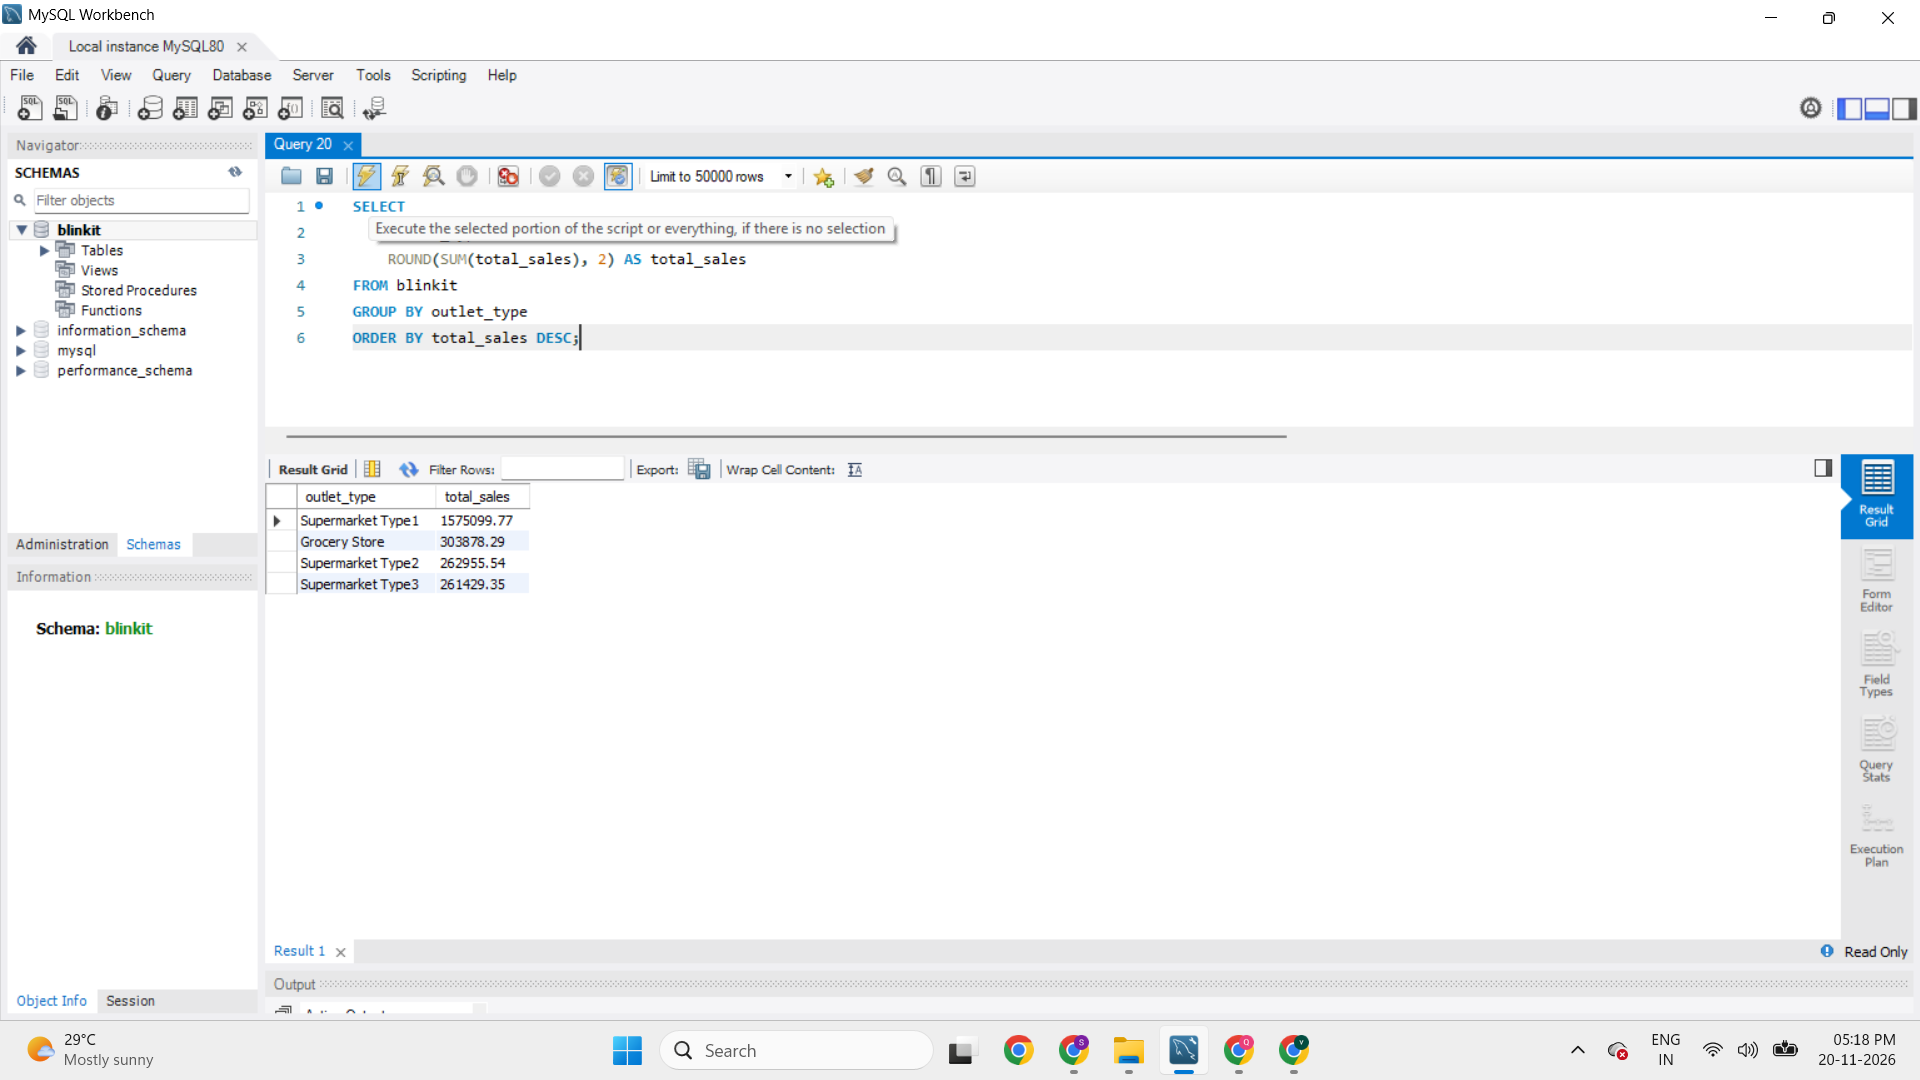 MySQL Workbench
Local instance MySQL80
File Edit View Query Database Server Tools Scripting Help
Navigator
SCHEMAS
Filter objects
blinkit
Tables
Views
Stored Procedures
Functions
information_schema
mysql
performance_schema
Administration Schemas
Information
Schema: blinkit
Object Info Session
Query 20
Limit to 50000 rows
1 SELECT
2
Execute the selected portion of the script or everything, if there is no selection
3 ROUND(SUM(total_sales), 2) AS total_sales
4 FROM blinkit
5 GROUP BY outlet_type
6 ORDER BY total_sales DESC;
Result Grid Filter Rows: Export: Wrap Cell Content:
outlet_type total_sales
Supermarket Type1 1575099.77
Grocery Store 303878.29
Supermarket Type2 262955.54
Supermarket Type3 261429.35
Result
Grid
Form
Editor
Field
Types
Query
Stats
Execution
Plan
Result 1
Read Only
Output
29°C
Mostly sunny
Search
ENG
IN
05:18 PM
20-11-2026